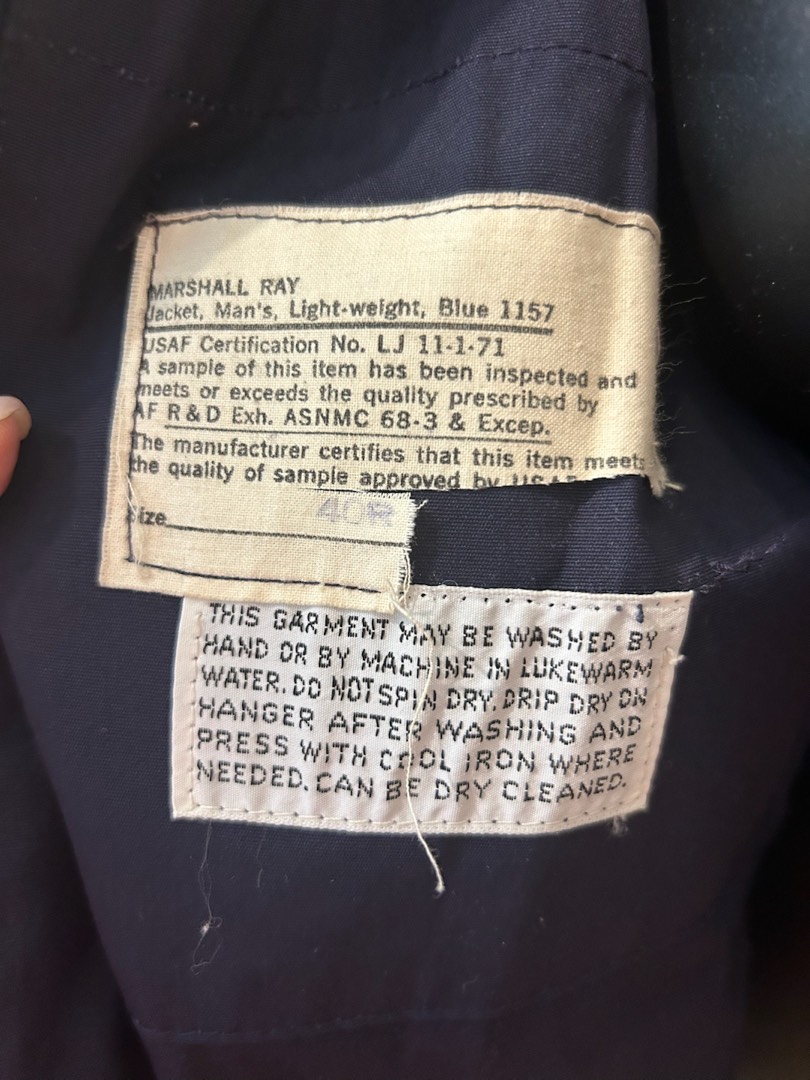 MARSHALL RAY
Jacket, Man's, Light-weight, Blue 1157
USAF Certification No. LJ 11-1-71
A sample of this item has been inspected and
meets or exceeds the quality prescribed by
AF R & D Exh. ASNMC 68-3 & Excep.
The manufacturer certifies that this item meets
the quality of sample approved by USAF
Size 40R
THIS GARMENT MAY BE WASHED BY
HAND OR BY MACHINE IN LUKEWARM
WATER. DO NOT SPIN DRY. DRIP DRY ON
HANGER AFTER WASHING AND
PRESS WITH COOL IRON WHERE
NEEDED. CAN BE DRY CLEANED.